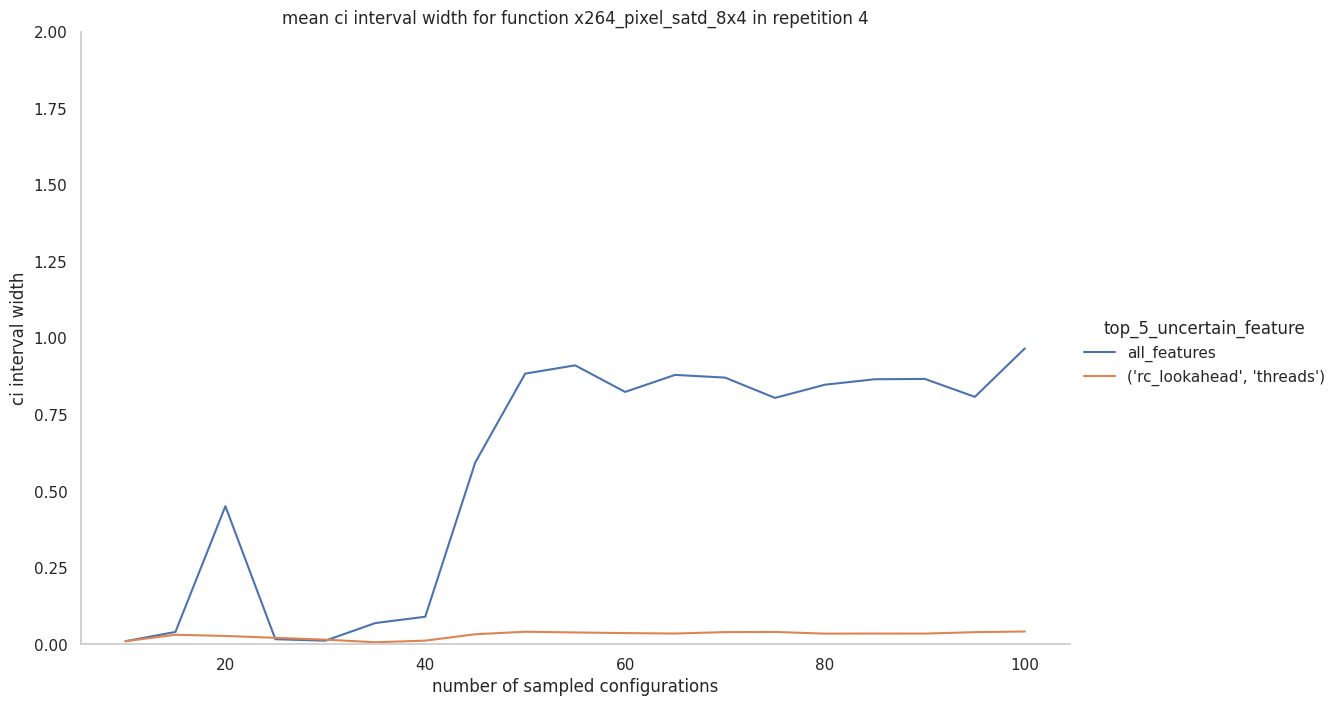 mean ci interval width for function x264_pixel_satd_8x4 in repetition 4
2.00
1.75
1.50
1.25
1.00
0.75
0.50
0.25
0.00
ci interval width
20
40
60
80
100
number of sampled configurations
top_5_uncertain_feature
all_features
('rc_lookahead', 'threads')